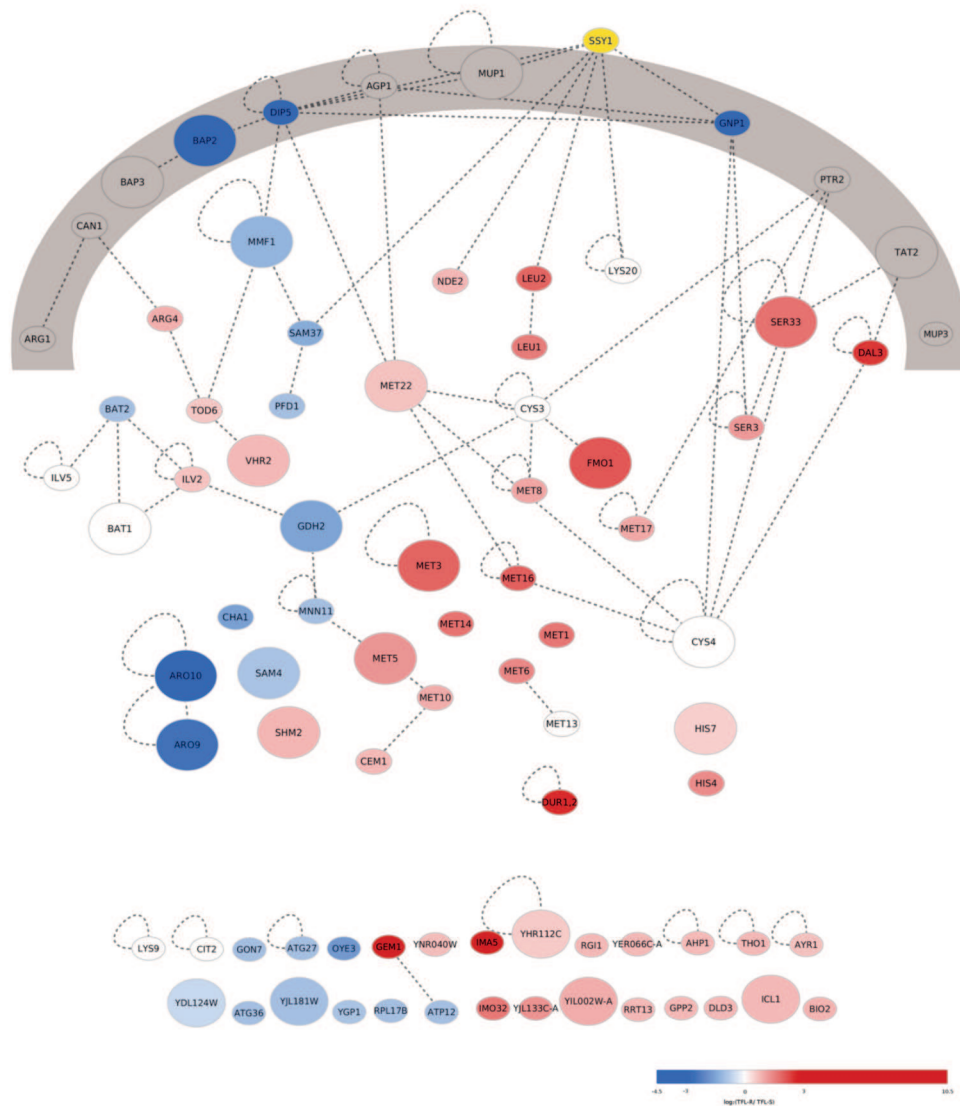 SSY1
MUP1
AGP1
DIP5
GNP1
BAP2
BAP3
PTR2
CAN1
MMF1
TAT2
LYS20
NDE2
LEU2
ARG4
SER33
SAM37
MUP3
ARG1
LEU1
DAL3
MET22
PFD1
BAT2
TOD6
CYS3
SER3
VHR2
FMO1
ILV5
ILV2
MET8
GDH2
BAT1
MET17
MET3
MET16
MNN11
CHA1
MET14
MET1
CYS4
MET5
MET6
SAM4
ARO10
MET10
MET13
HIS7
SHM2
ARO9
CEM1
HIS4
DUR1,2
LYS9 CIT2 GON7 ATG27 OYE3 GEM1 YNR040W IMA5 YHR112C RGI1 YER066C-A AHP1 THO1 AYR1
YDL124W ATG36 YJL181W YGP1 RPL17B ATP12 IMO32 YJL133C-A YIL002W-A RRT13 GPP2 DLD3 ICL1 BIO2
-4.5 -3 0 3 10.5
log₂(TFL-R/ TFL-S)